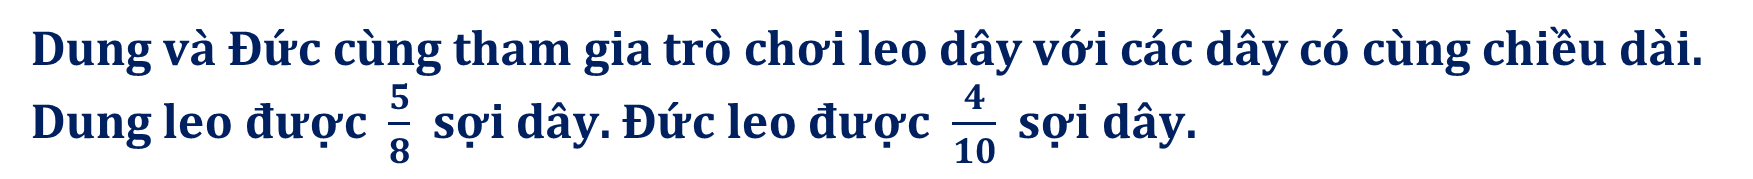 Dung và Đức cùng tham gia trò chơi leo dây với các dây có cùng chiều dài.
Dung leo được 5/8 sợi dây. Đức leo được 4/10 sợi dây.